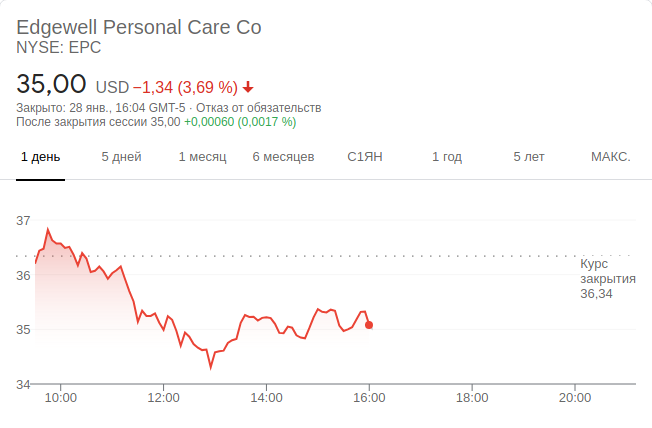 Edgewell Personal Care Co
NYSE: EPC
35,00 USD −1,34 (3,69 %)
Закрыто: 28 янв., 16:04 GMT-5 · Отказ от обязательств
После закрытия сессии 35,00 +0,00060 (0,0017 %)
1 день 5 дней 1 месяц 6 месяцев С1ЯН 1 год 5 лет МАКС.
37
36
35
34
Курс
закрытия
36,34
10:00 12:00 14:00 16:00 18:00 20:00